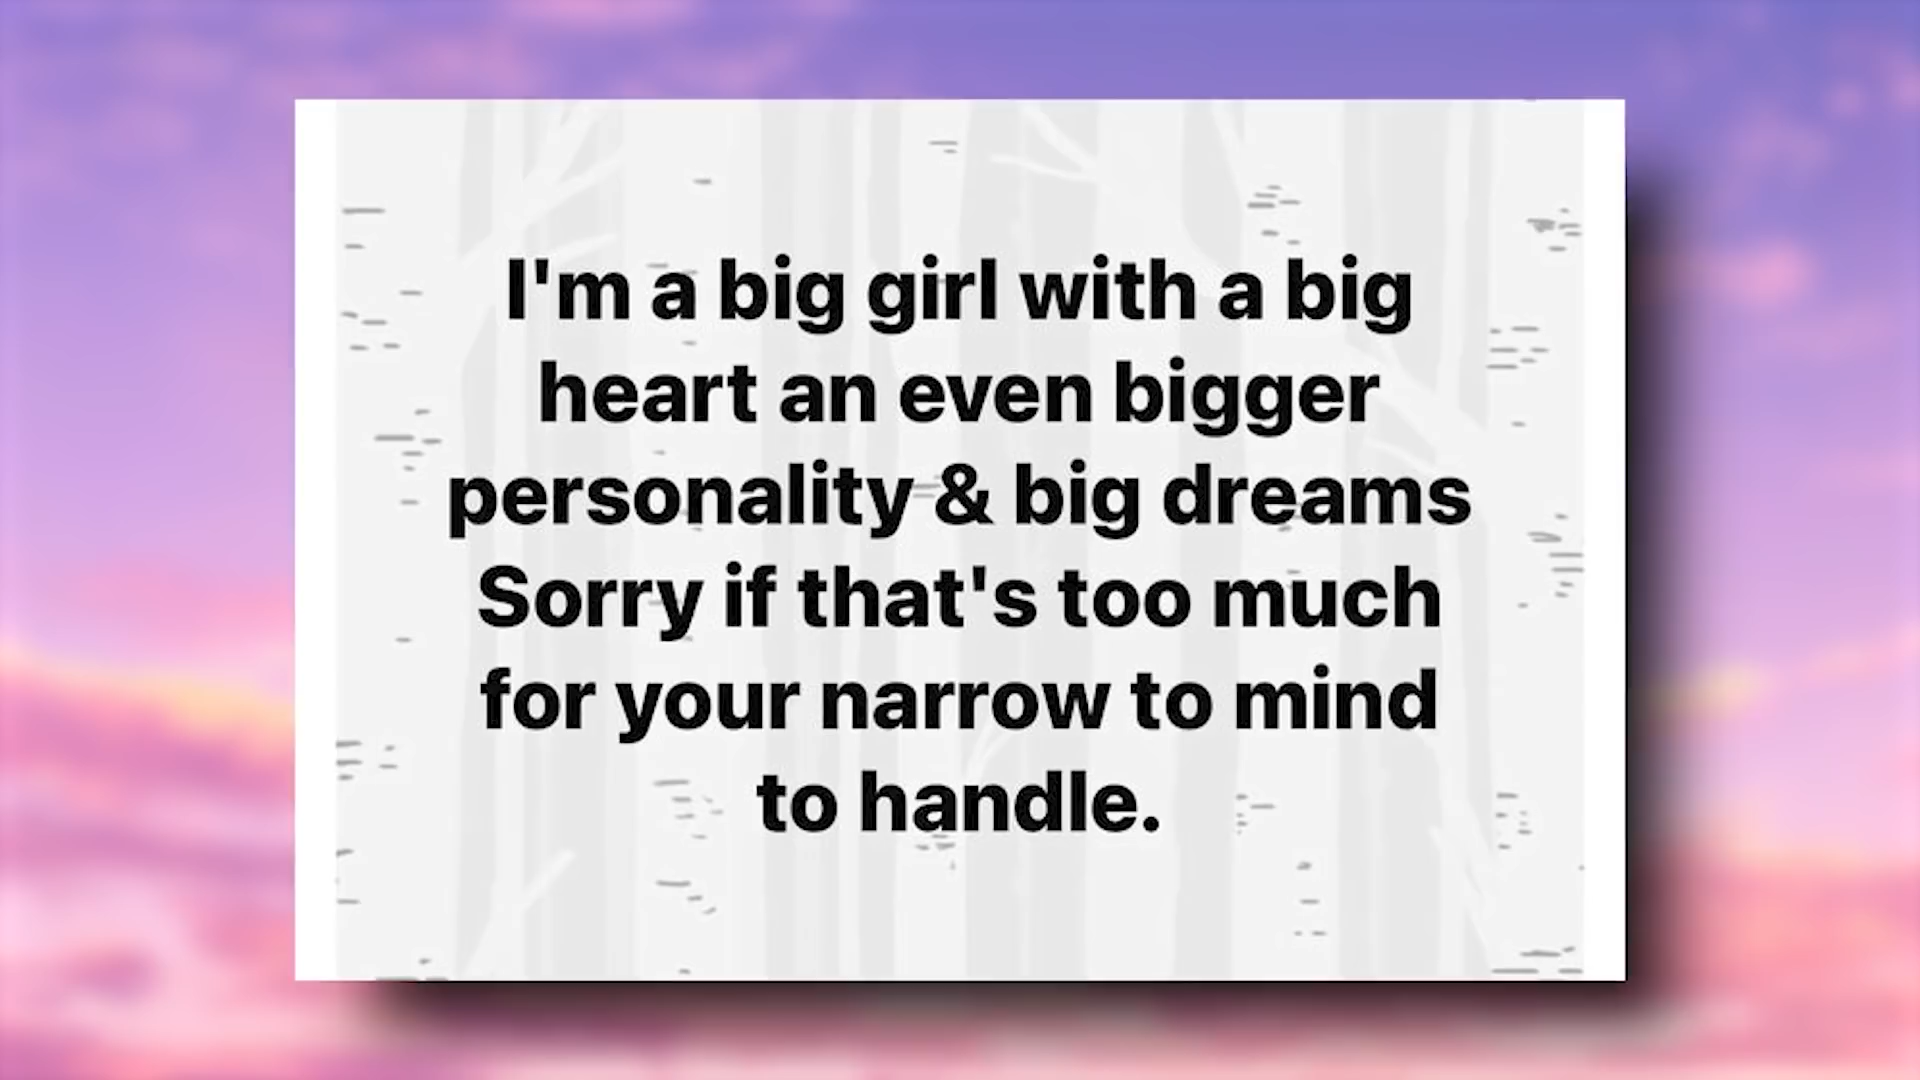 I'm a big girl with a big
heart an even bigger
personality & big dreams
Sorry if that's too much
for your narrow to mind
to handle.